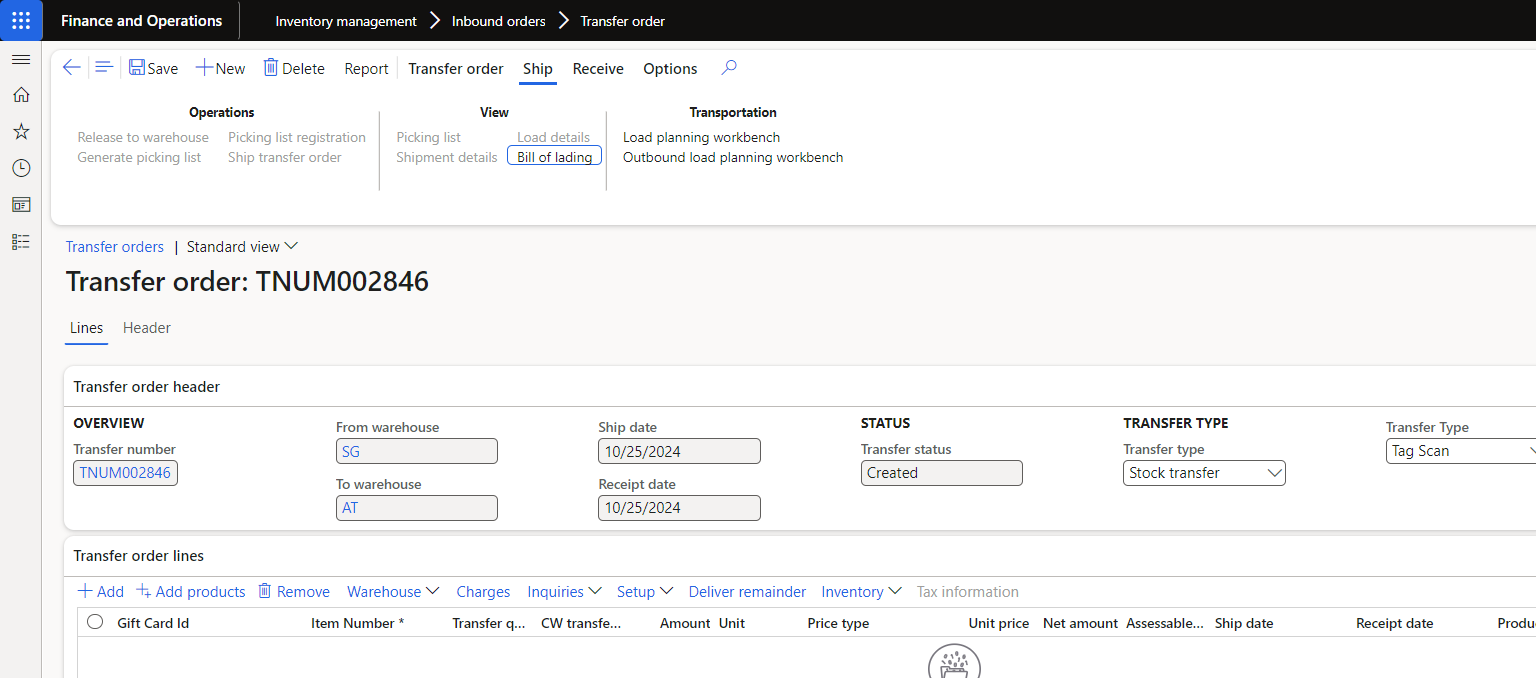 Finance and Operations Inventory management Inbound orders Transfer order
Save New Delete Report Transfer order Ship Receive Options
Operations View Transportation
Release to warehouse Picking list registration Picking list Load details Load planning workbench
Generate picking list Ship transfer order Shipment details Bill of lading Outbound load planning workbench
Transfer orders | Standard view
Transfer order: TNUM002846
Lines Header
Transfer order header
OVERVIEW
Transfer number
TNUM002846
From warehouse
SG
To warehouse
AT
Ship date
10/25/2024
Receipt date
10/25/2024
STATUS
Transfer status
Created
TRANSFER TYPE
Transfer type
Stock transfer
Transfer Type
Tag Scan
Transfer order lines
Add Add products Remove Warehouse Charges Inquiries Setup Deliver remainder Inventory Tax information
Gift Card Id Item Number * Transfer q... CW transfe... Amount Unit Price type Unit price Net amount Assessable... Ship date Receipt date Produ